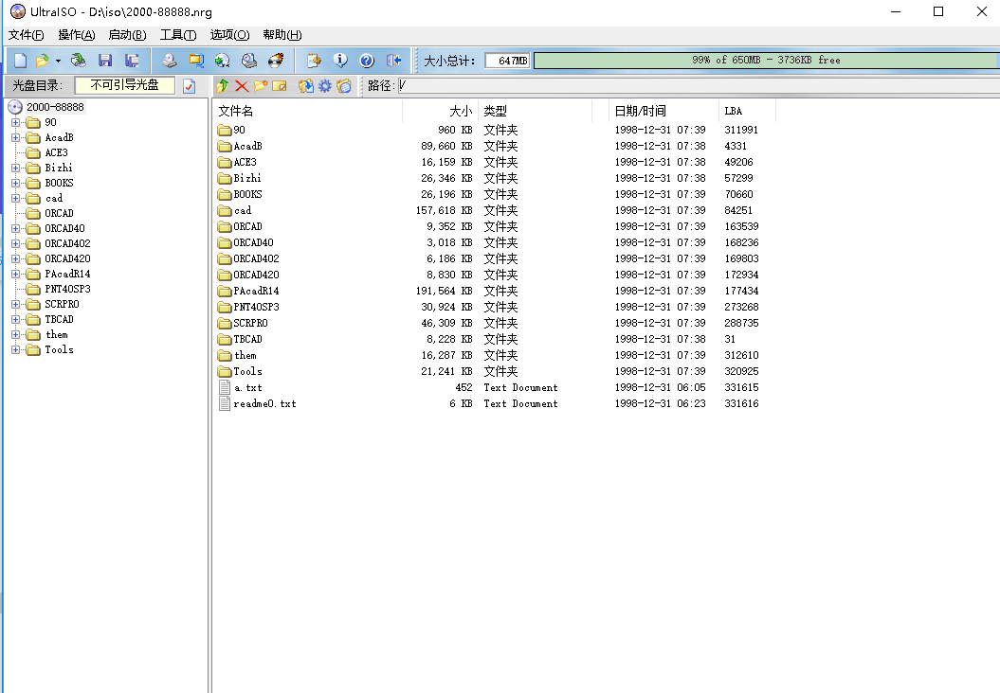 UltraISO - D:\iso\2000-88888.nrg
文件(F) 操作(A) 启动(B) 工具(T) 选项(O) 帮助(H)
大小总计: 647MB 99% of 650MB - 3736KB free
光盘目录: 不可引导光盘 路径: /
2000-88888
90
AcadB
ACE3
Bizhi
BOOKS
cad
ORCAD
ORCAD40
ORCAD402
ORCAD420
PAcadR14
PNT40SP3
SCRPRO
TBCAD
them
Tools
文件名 大小 类型 日期/时间 LBA
90 960 KB 文件夹 1998-12-31 07:39 311991
AcadB 89,660 KB 文件夹 1998-12-31 07:38 4331
ACE3 16,159 KB 文件夹 1998-12-31 07:38 49206
Bizhi 26,346 KB 文件夹 1998-12-31 07:38 57299
BOOKS 26,196 KB 文件夹 1998-12-31 07:39 70660
cad 157,618 KB 文件夹 1998-12-31 07:39 84251
ORCAD 9,352 KB 文件夹 1998-12-31 07:39 163539
ORCAD40 3,018 KB 文件夹 1998-12-31 07:39 168236
ORCAD402 6,186 KB 文件夹 1998-12-31 07:39 169803
ORCAD420 8,830 KB 文件夹 1998-12-31 07:39 172934
PAcadR14 191,564 KB 文件夹 1998-12-31 07:39 177434
PNT40SP3 30,924 KB 文件夹 1998-12-31 07:39 273268
SCRPRO 46,309 KB 文件夹 1998-12-31 07:39 288735
TBCAD 8,228 KB 文件夹 1998-12-31 07:38 31
them 16,287 KB 文件夹 1998-12-31 07:39 312610
Tools 21,241 KB 文件夹 1998-12-31 07:39 320925
a.txt 452 Text Document 1998-12-31 06:05 331615
readme0.txt 6 KB Text Document 1998-12-31 06:23 331616